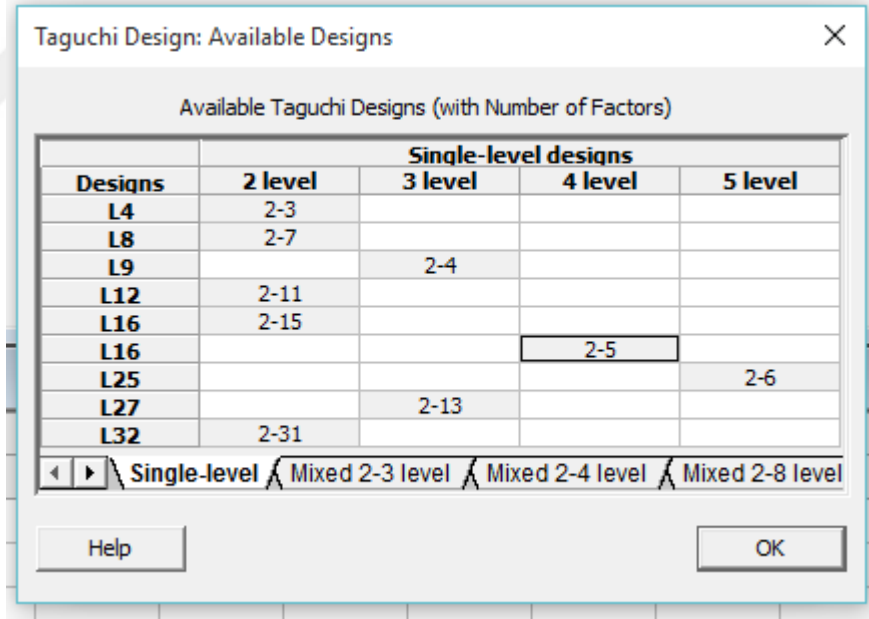 Taguchi Design: Available Designs
Available Taguchi Designs (with Number of Factors)
Single-level designs
Designs 2 level 3 level 4 level 5 level
L4 2-3
L8 2-7
L9 2-4
L12 2-11
L16 2-15
L16 2-5
L25 2-6
L27 2-13
L32 2-31
Single-level Mixed 2-3 level Mixed 2-4 level Mixed 2-8 level
Help OK